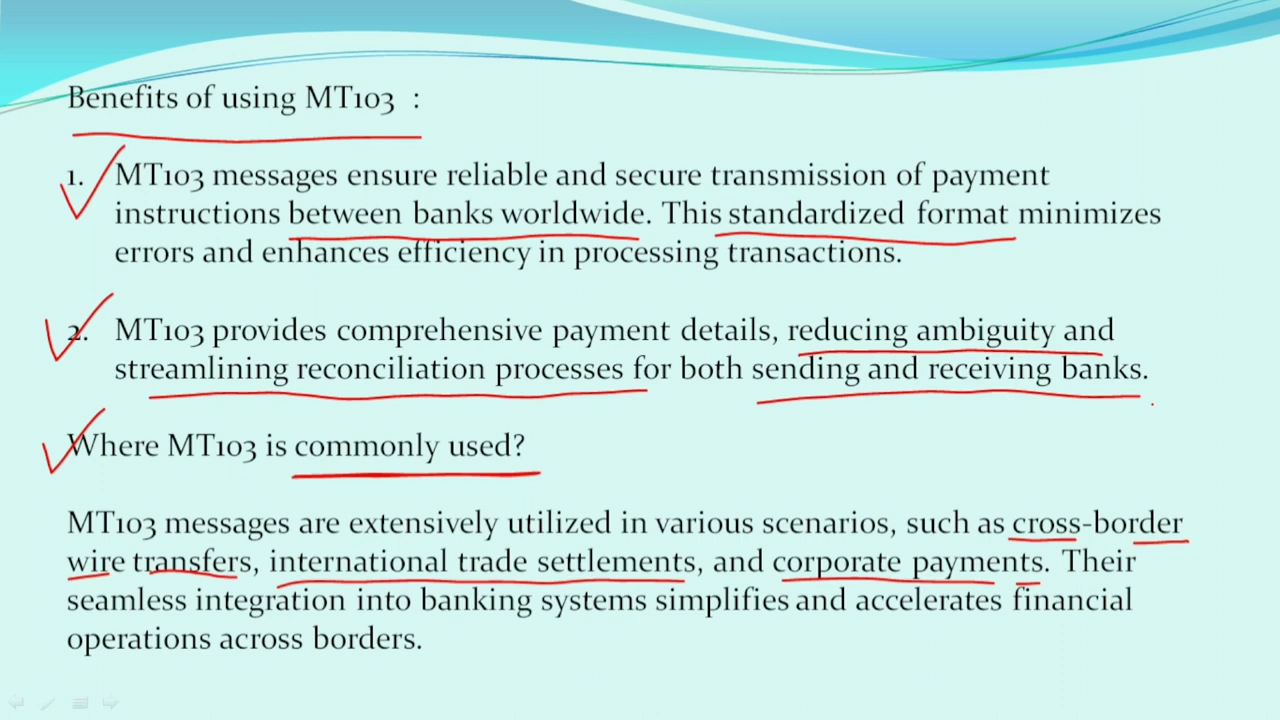 Benefits of using MT103 :
1. MT103 messages ensure reliable and secure transmission of payment
instructions between banks worldwide. This standardized format minimizes
errors and enhances efficiency in processing transactions.
2. MT103 provides comprehensive payment details, reducing ambiguity and
streamlining reconciliation processes for both sending and receiving banks.
Where MT103 is commonly used?
MT103 messages are extensively utilized in various scenarios, such as cross-border
wire transfers, international trade settlements, and corporate payments. Their
seamless integration into banking systems simplifies and accelerates financial
operations across borders.